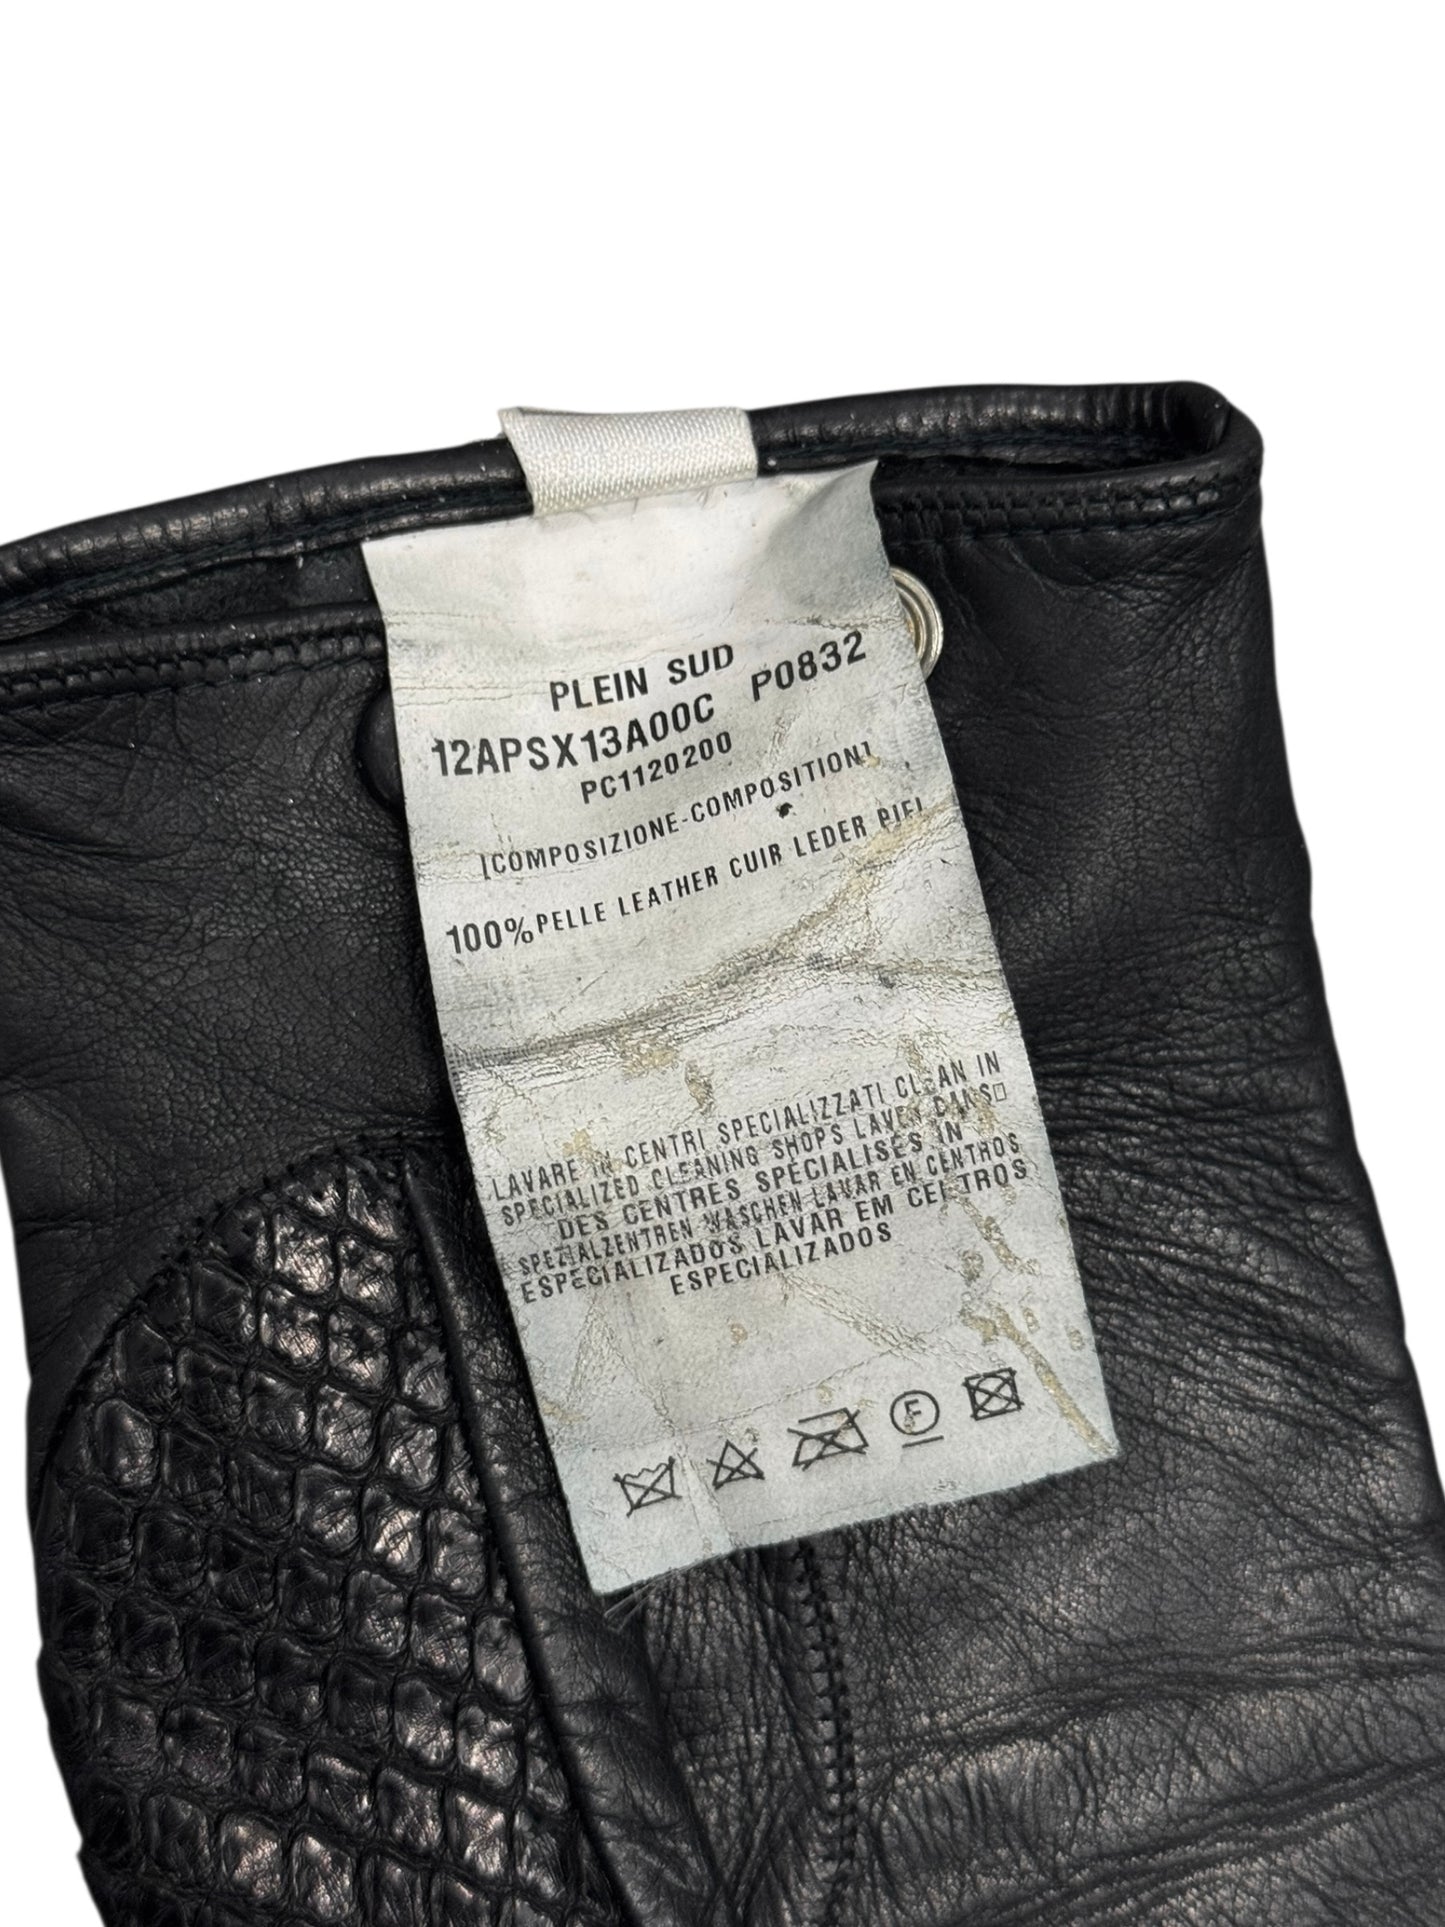 PLEIN SUD
12APSX13A00C P0832
PC1120200
[COMPOSIZIONE-COMPOSITION]
100% PELLE LEATHER CUIR LEDER PIEL
LAVARE IN CENTRI SPECIALIZZATI CLEAN IN
SPECIALIZED CLEANING SHOPS LAVER DANS□
DES CENTRES SPÉCIALISÉS IN
SPEZIALZENTREN WASCHEN LAVAR EN CENTROS
ESPECIALIZADOS LAVAR EM CENTROS
ESPECIALIZADOS
F